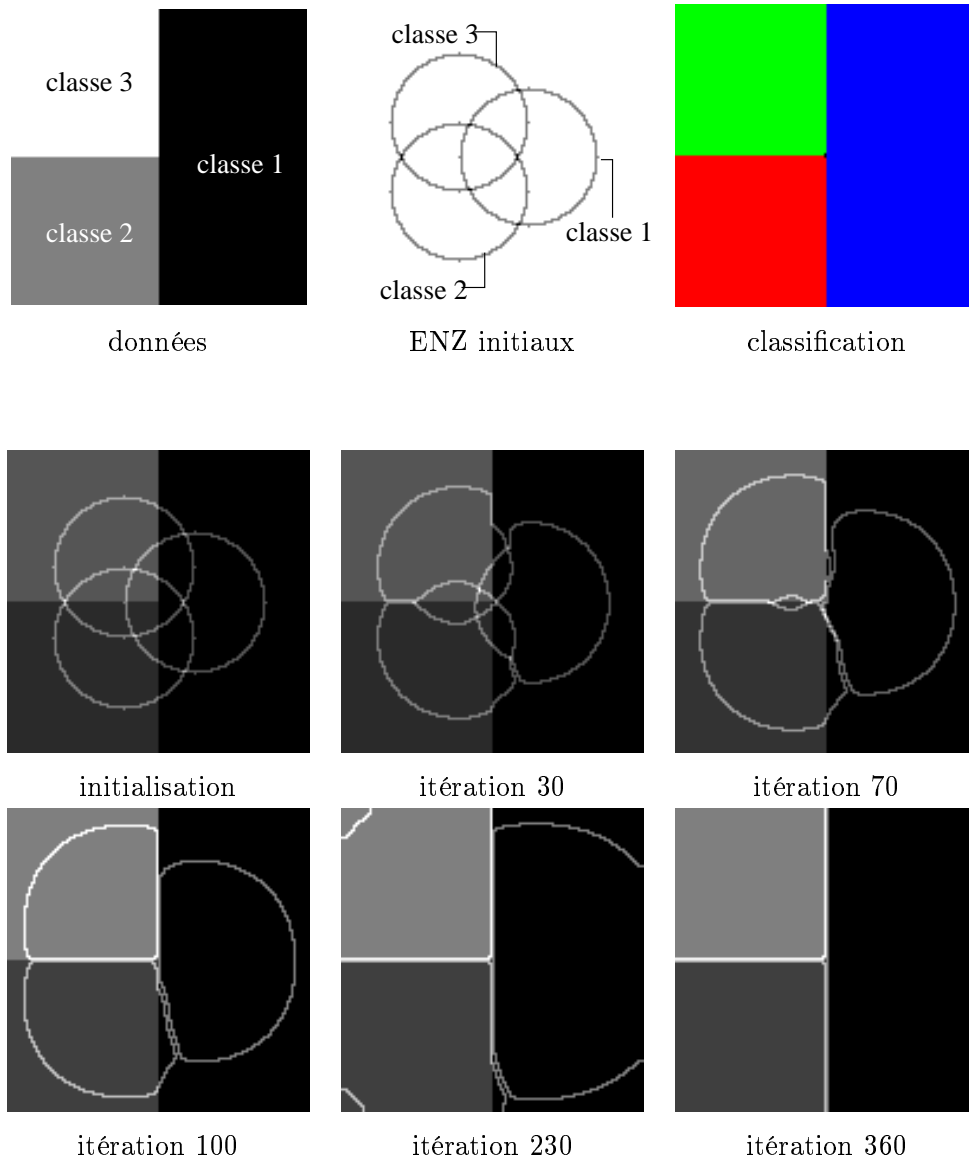 classe 3
classe 1
classe 2
classe 3
classe 1
classe 2
données
ENZ initiaux
classification
initialisation
itération 30
itération 70
itération 100
itération 230
itération 360